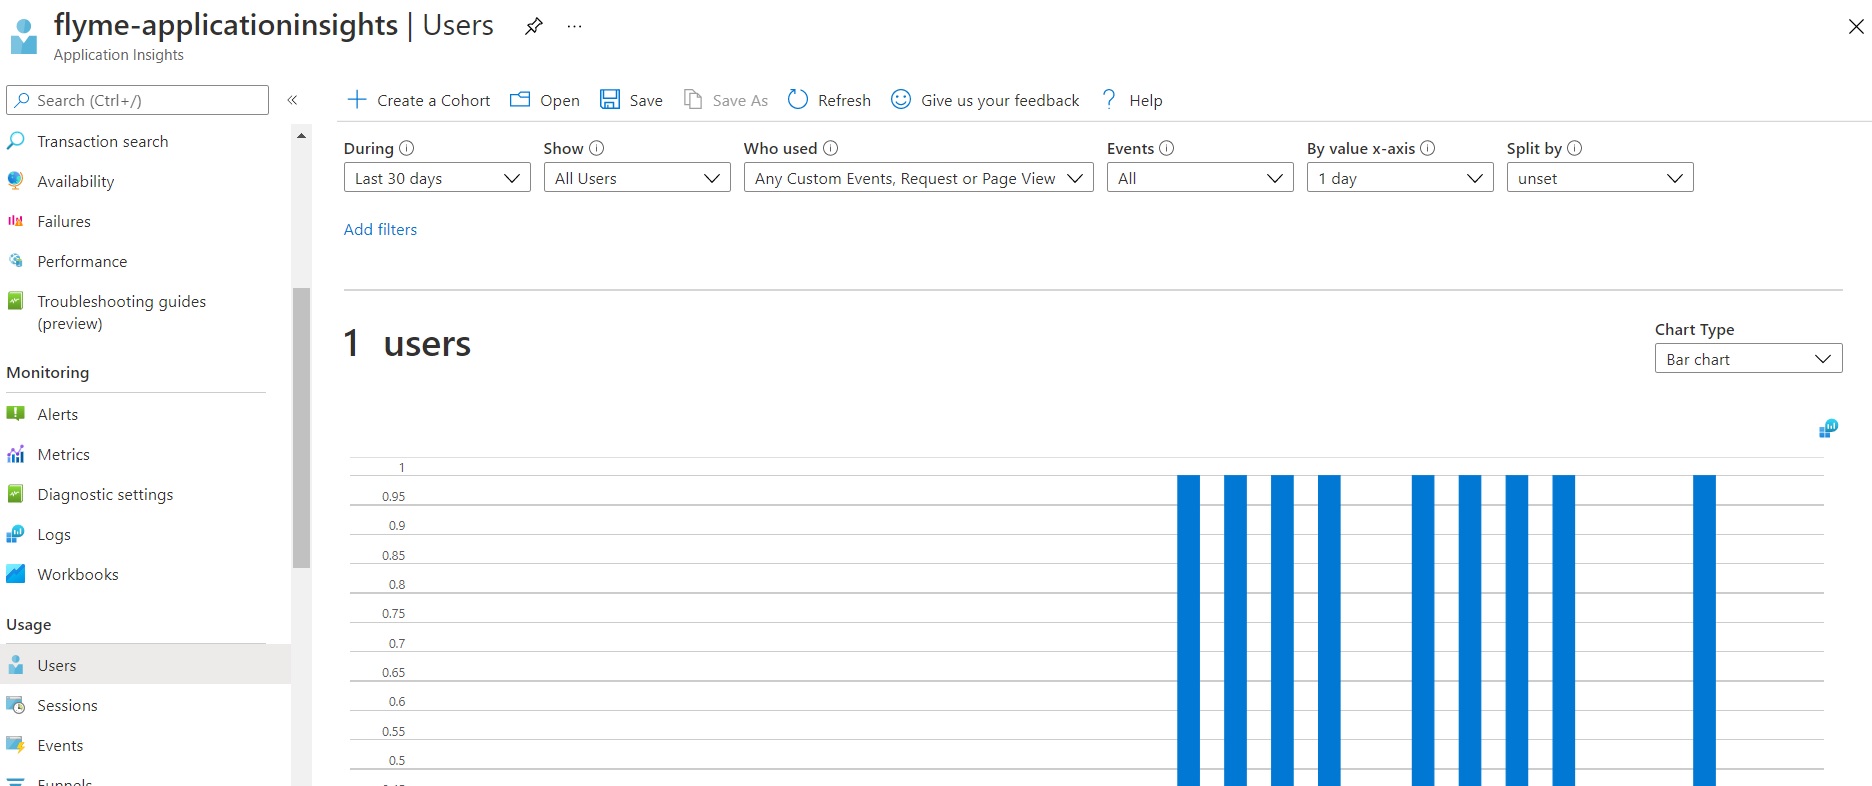 flyme-applicationinsights | Users
Application Insights
Search (Ctrl+/)
Transaction search
Availability
Failures
Performance
Troubleshooting guides
(preview)
Monitoring
Alerts
Metrics
Diagnostic settings
Logs
Workbooks
Usage
Users
Sessions
Events
Funnels
Create a Cohort
Open
Save
Save As
Refresh
Give us your feedback
Help
During
Show
Who used
Events
By value x-axis
Split by
Last 30 days
All Users
Any Custom Events, Request or Page View
All
1 day
unset
Add filters
1 users
Chart Type
Bar chart
1
0.95
0.9
0.85
0.8
0.75
0.7
0.65
0.6
0.55
0.5